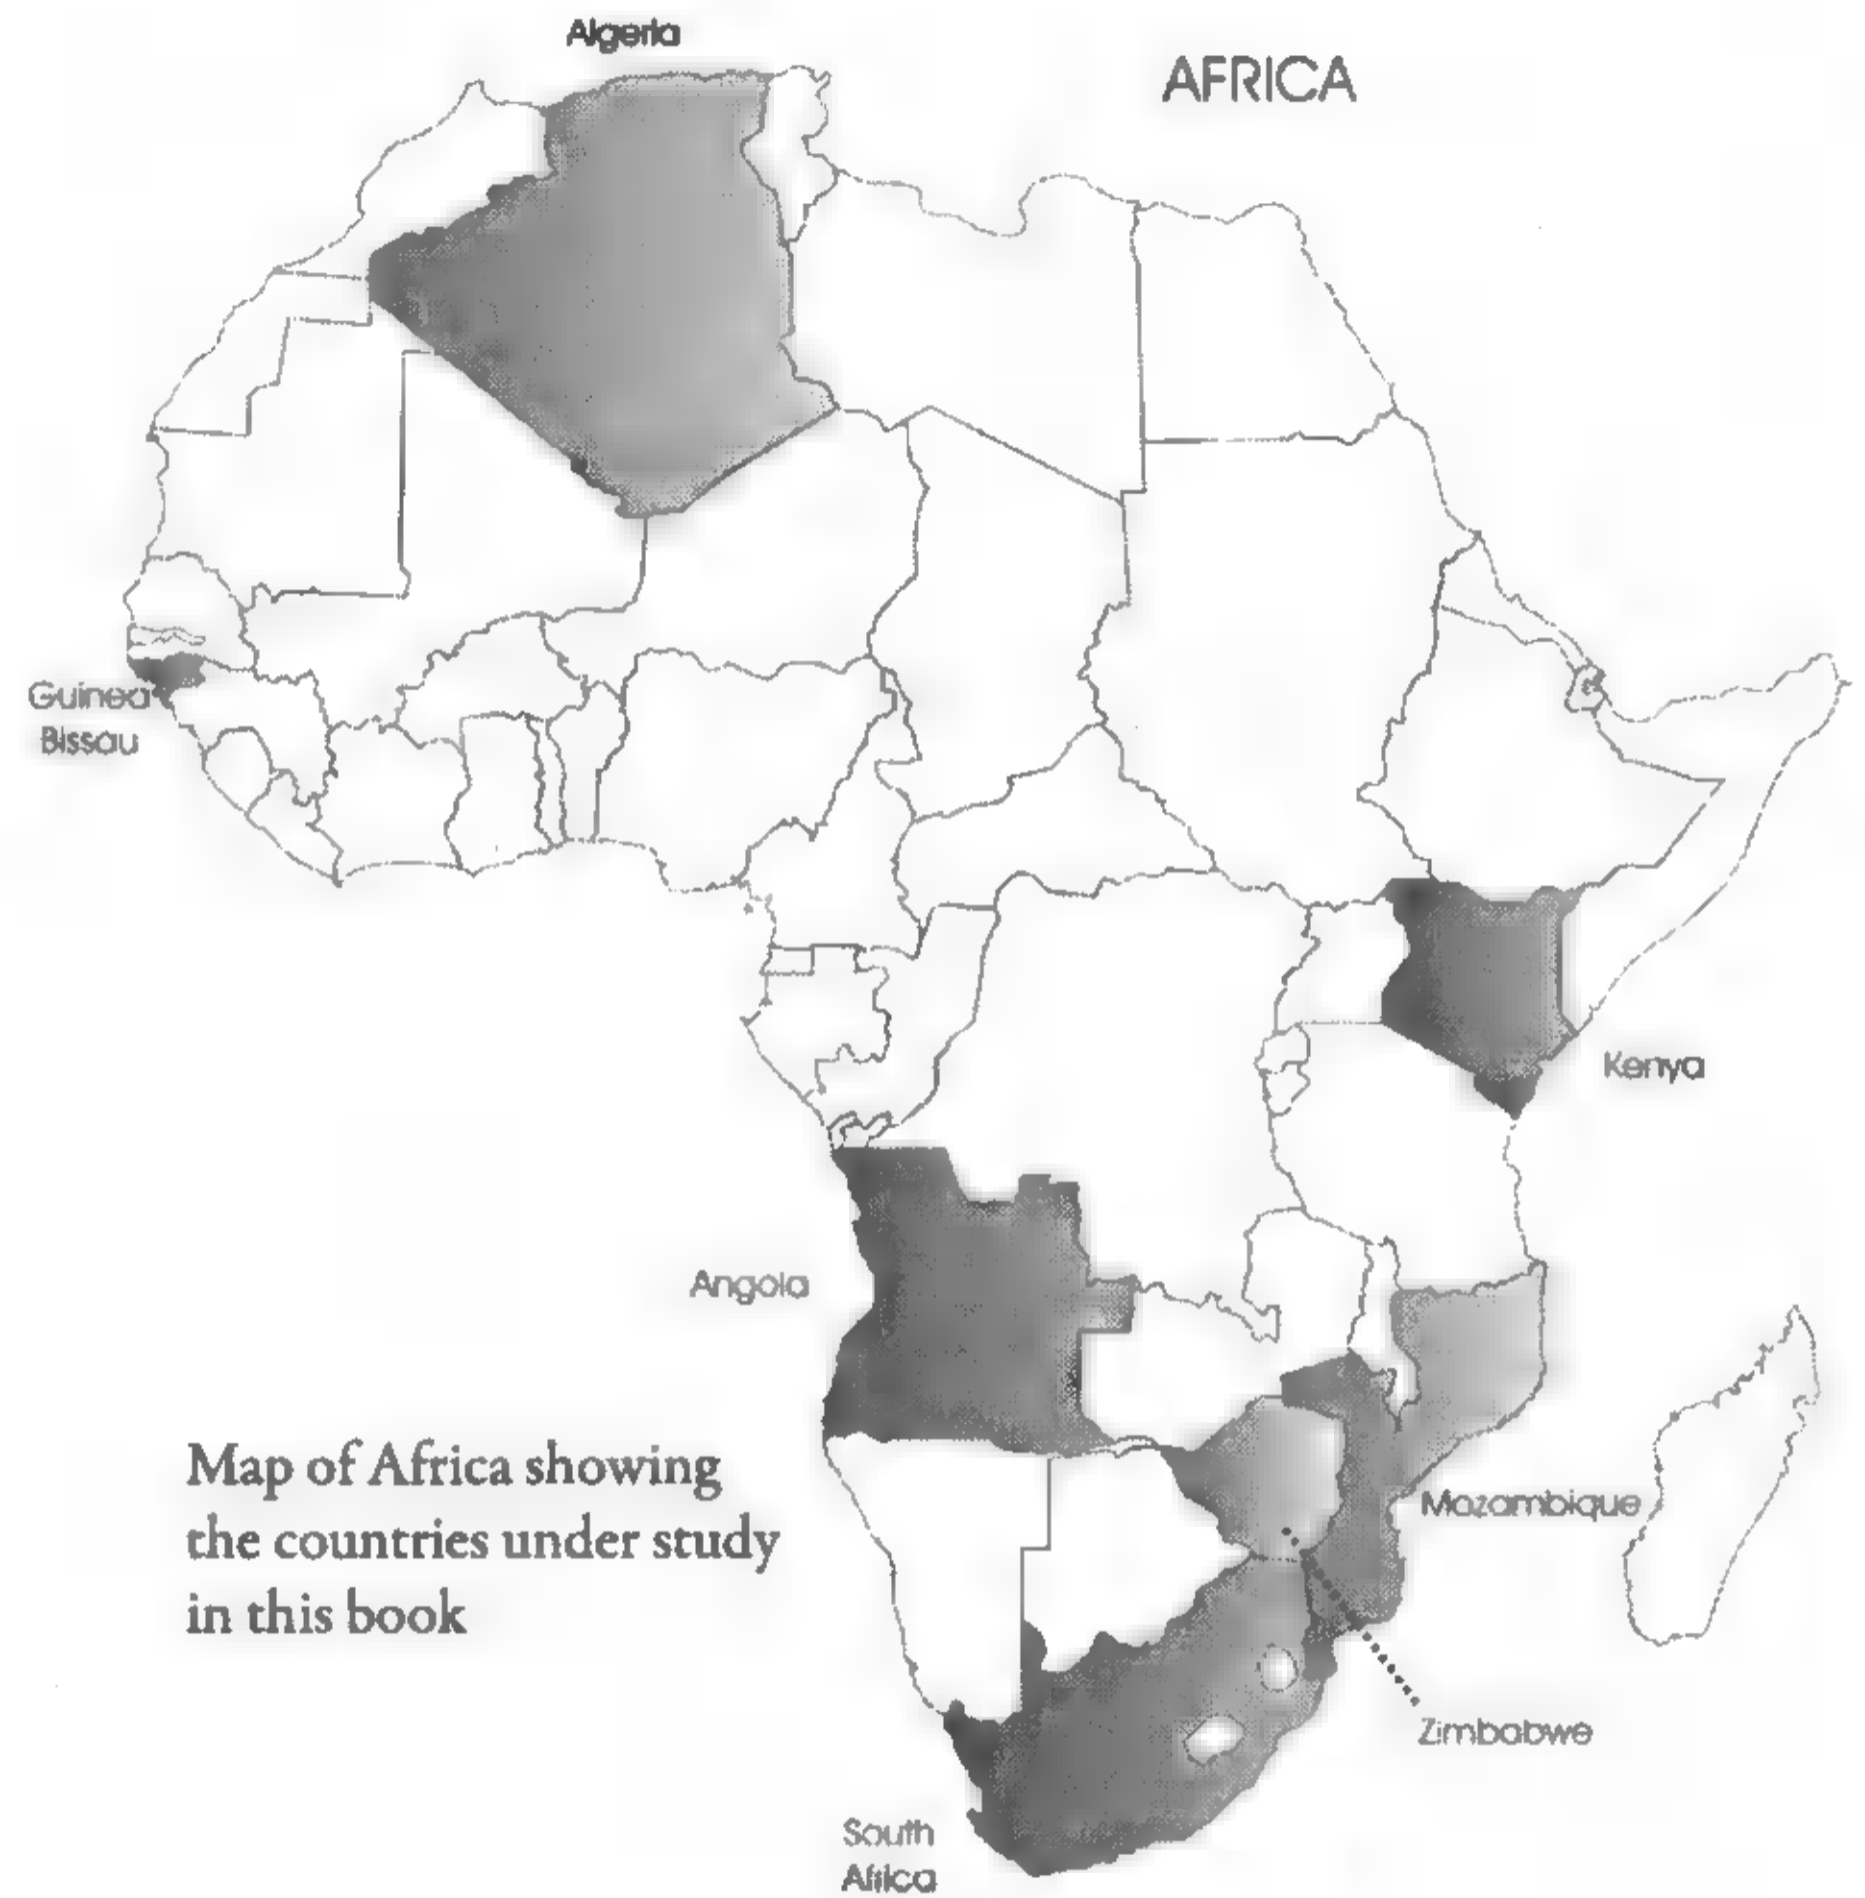 Algeria
AFRICA
Guinea
Bissau
Kenya
Angola
Map of Africa showing
the countries under study
in this book
Mozambique
Zimbabwe
South
Africa